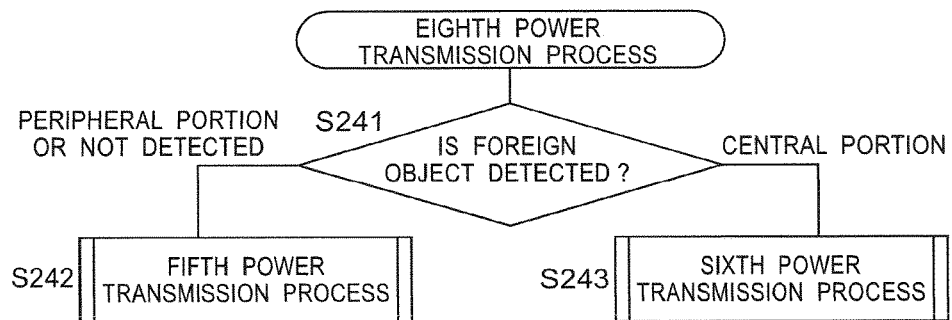 EIGHTH POWER
TRANSMISSION PROCESS
PERIPHERAL PORTION
OR NOT DETECTED
S241
IS FOREIGN
OBJECT DETECTED ?
CENTRAL PORTION
S242
FIFTH POWER
TRANSMISSION PROCESS
S243
SIXTH POWER
TRANSMISSION PROCESS